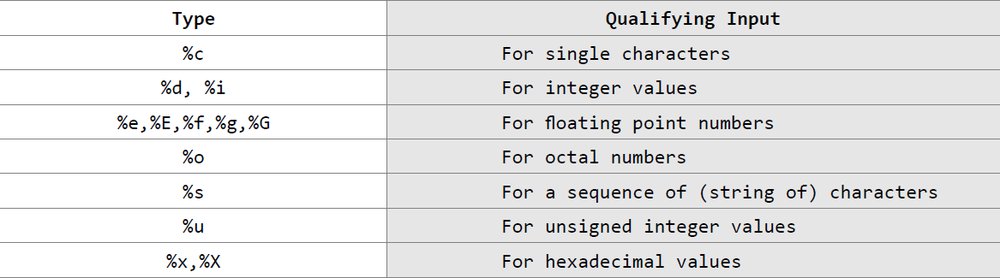 Type Qualifying Input
%c For single characters
%d, %i For integer values
%e,%E,%f,%g,%G For floating point numbers
%o For octal numbers
%s For a sequence of (string of) characters
%u For unsigned integer values
%x,%X For hexadecimal values